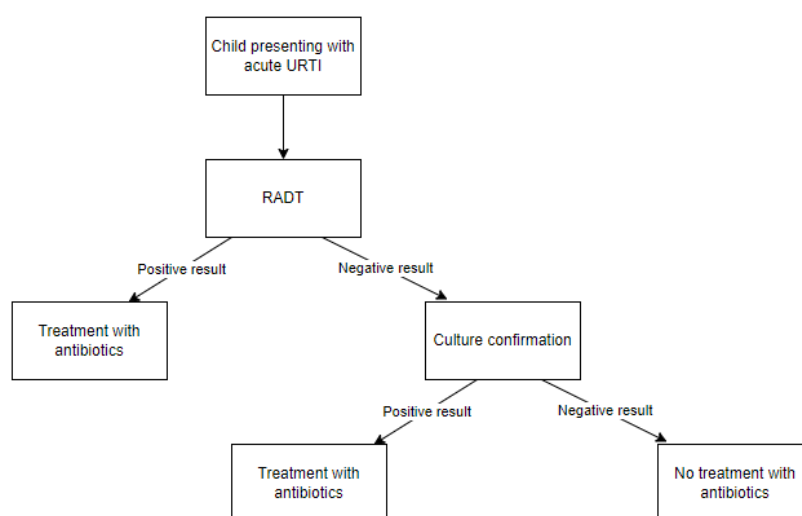 Child presenting with
acute URTI
RADT
Positive result
Negative result
Treatment with
antibiotics
Culture confirmation
Positive result
Negative result
Treatment with
antibiotics
No treatment with
antibiotics